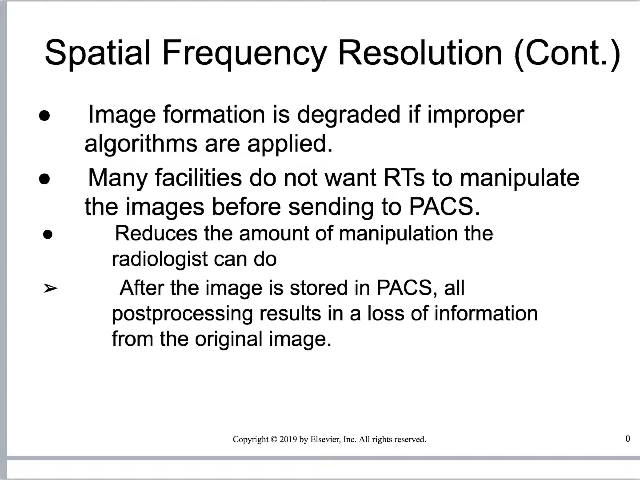 Spatial Frequency Resolution (Cont.)
● Image formation is degraded if improper
algorithms are applied.
● Many facilities do not want RTs to manipulate
the images before sending to PACS.
● Reduces the amount of manipulation the
radiologist can do
➢ After the image is stored in PACS, all
postprocessing results in a loss of information
from the original image.
Copyright © 2019 by Elsevier, Inc. All rights reserved.
0